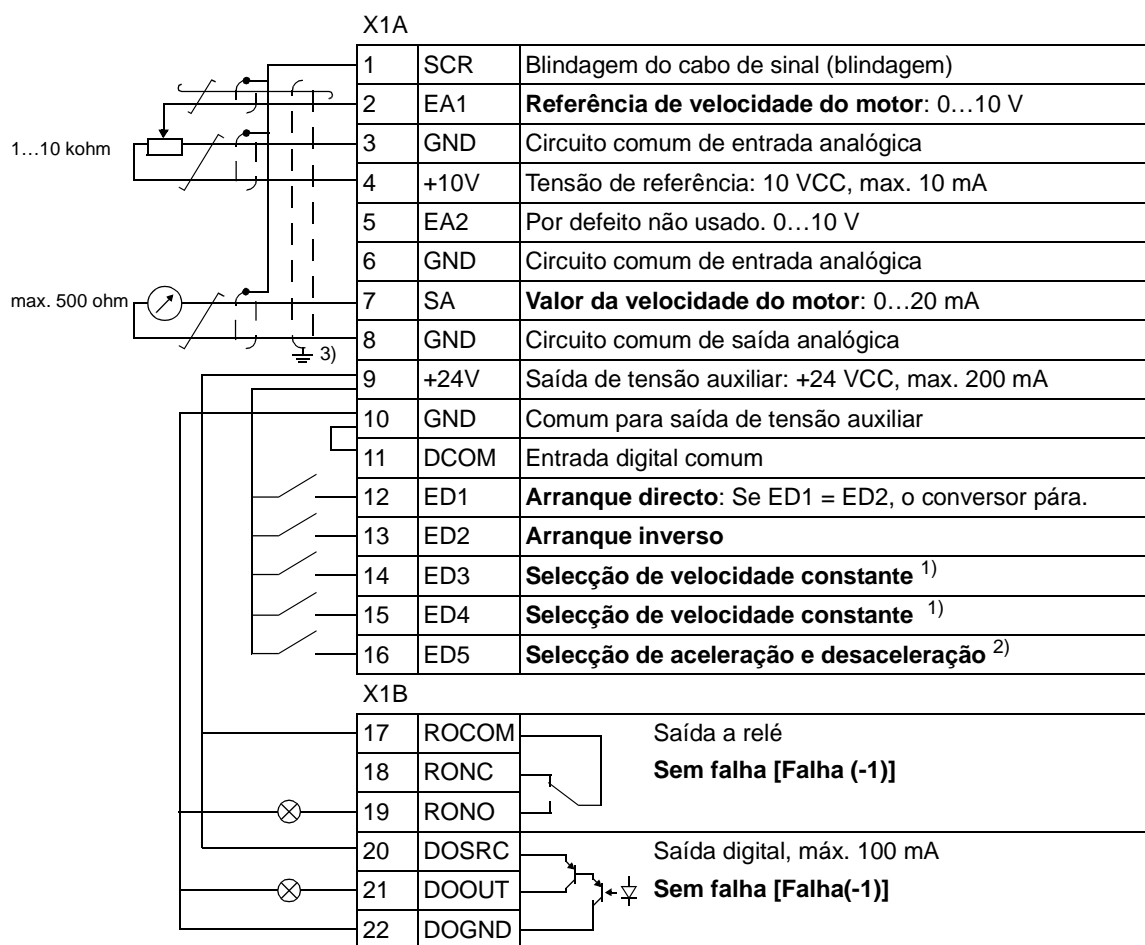 X1A
1 SCR Blindagem do cabo de sinal (blindagem)
2 EA1 Referência de velocidade do motor: 0…10 V
1…10 kohm
3 GND Circuito comum de entrada analógica
4 +10V Tensão de referência: 10 VCC, max. 10 mA
5 EA2 Por defeito não usado. 0…10 V
6 GND Circuito comum de entrada analógica
max. 500 ohm
7 SA Valor da velocidade do motor: 0…20 mA
8 GND Circuito comum de saída analógica
3)
9 +24V Saída de tensão auxiliar: +24 VCC, max. 200 mA
10 GND Comum para saída de tensão auxiliar
11 DCOM Entrada digital comum
12 ED1 Arranque directo: Se ED1 = ED2, o conversor pára.
13 ED2 Arranque inverso
14 ED3 Selecção de velocidade constante 1)
15 ED4 Selecção de velocidade constante 1)
16 ED5 Selecção de aceleração e desaceleração 2)
X1B
17 ROCOM Saída a relé
18 RONC Sem falha [Falha (-1)]
19 RONO
20 DOSRC Saída digital, máx. 100 mA
21 DOOUT Sem falha [Falha(-1)]
22 DOGND